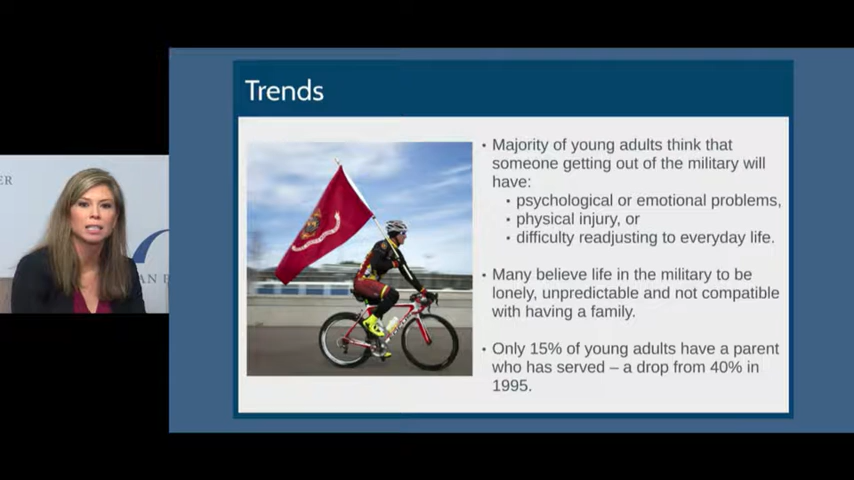 Trends
• Majority of young adults think that
someone getting out of the military will
have:
• psychological or emotional problems,
• physical injury, or
• difficulty readjusting to everyday life.
• Many believe life in the military to be
lonely, unpredictable and not compatible
with having a family.
• Only 15% of young adults have a parent
who has served – a drop from 40% in
1995.
ER
AN